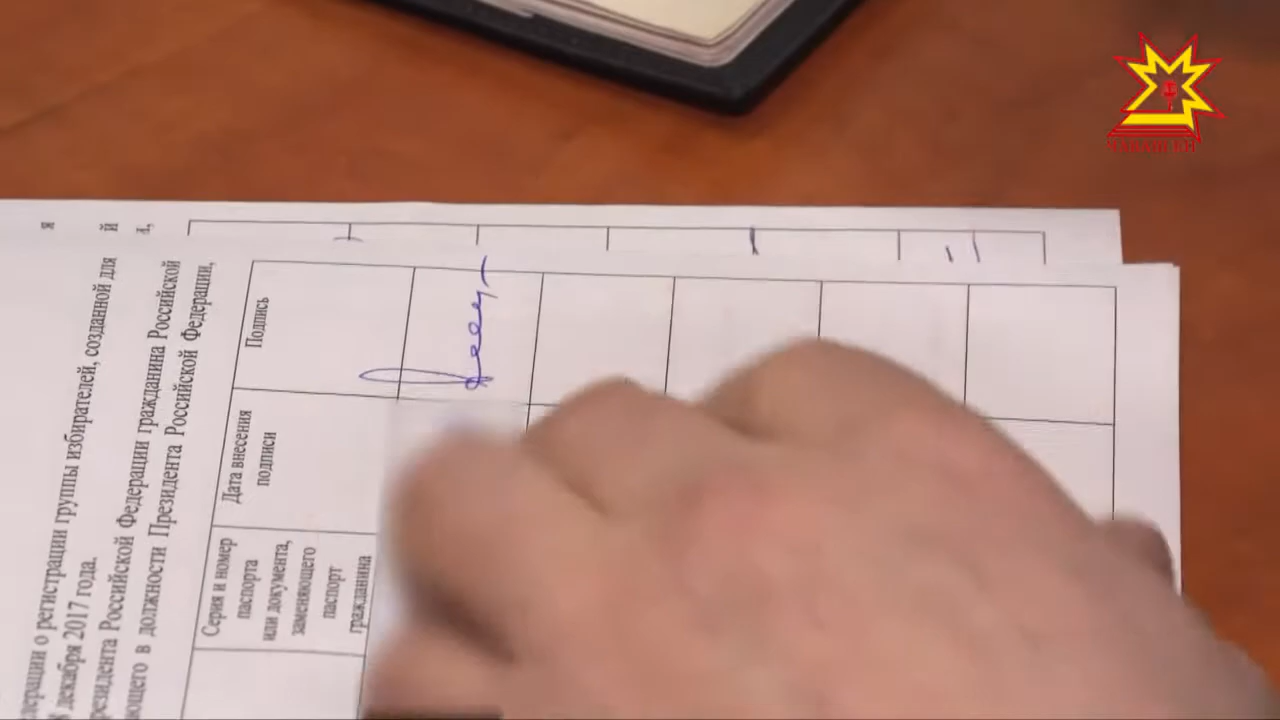 дерации о регистрации группы избирателей, созданной для
декабря 2017 года.
резидента Российской Федерации гражданина Российской
ющего в должности Президента Российской Федерации,
Серия и номер
паспорта
или документа,
заменяющего
паспорт
гражданина
Дата внесения
подписи
Подпись
я
й
и,